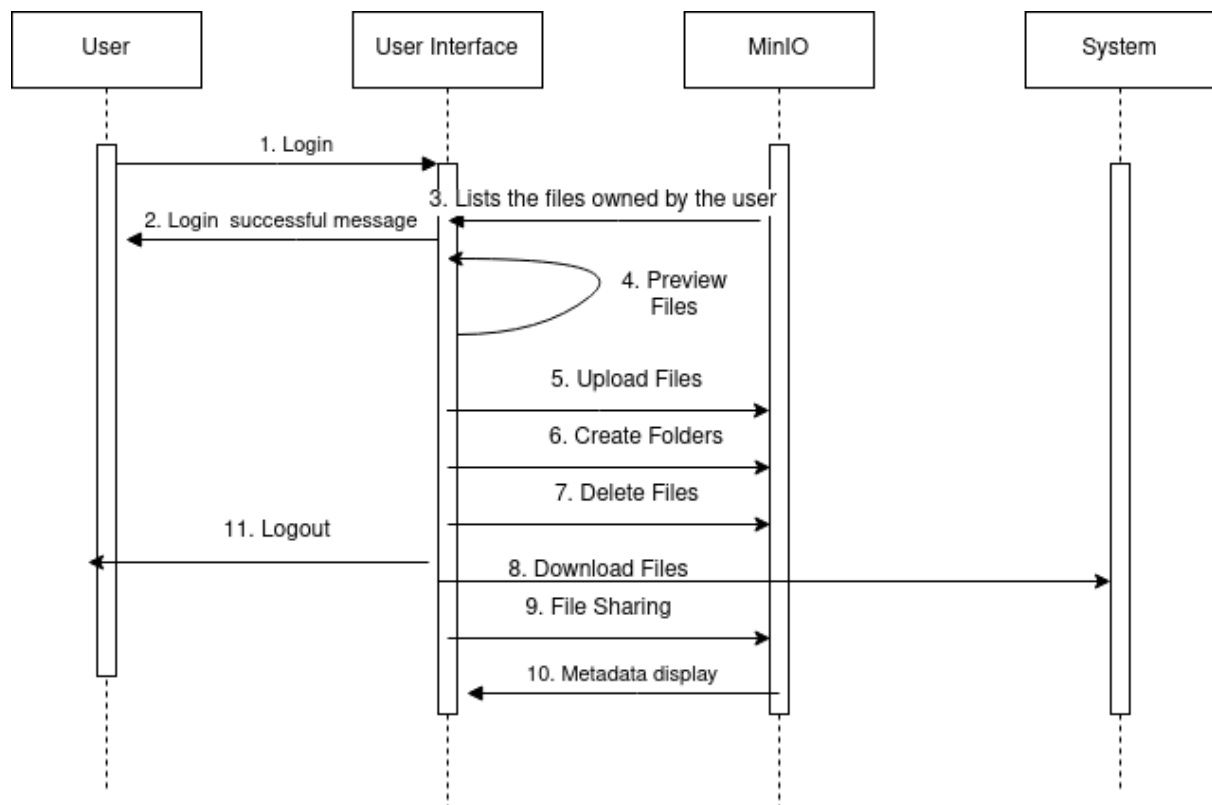 User
User Interface
MinIO
System
1. Login
3. Lists the files owned by the user
2. Login  successful message
4. Preview
Files
5. Upload Files
6. Create Folders
7. Delete Files
11. Logout
8. Download Files
9. File Sharing
10. Metadata display